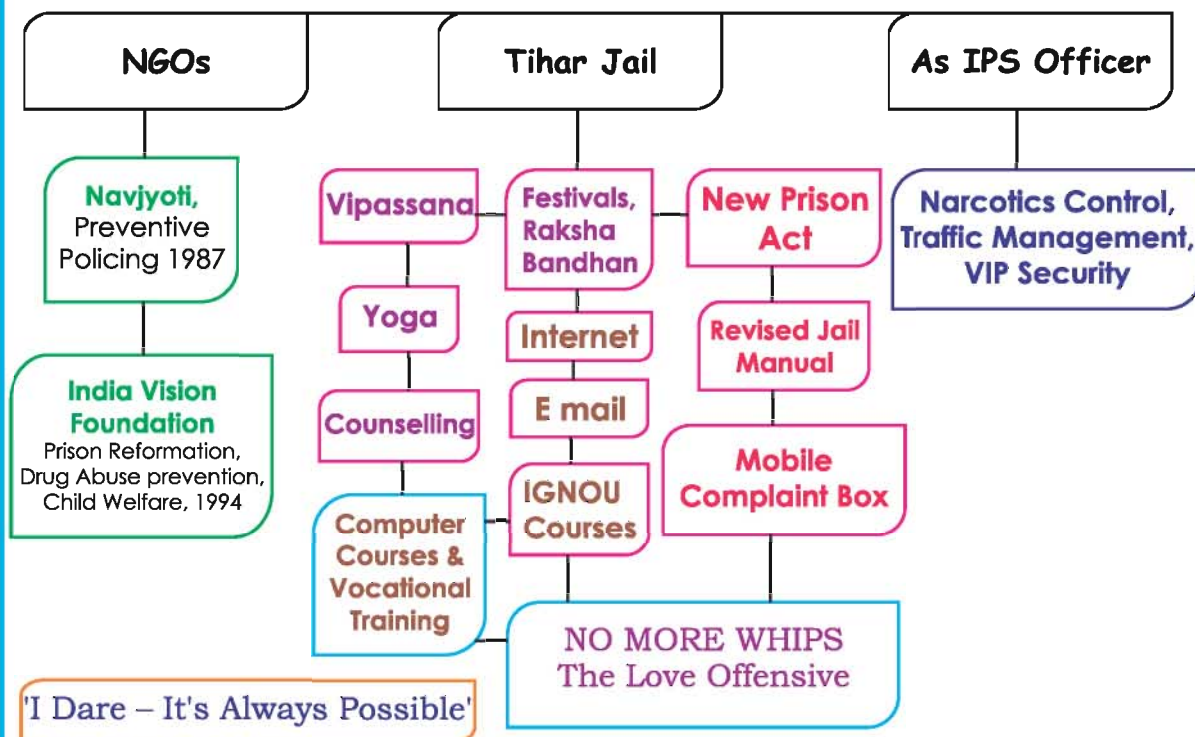 NGOs
Tihar Jail
As IPS Officer
Navjyoti,
Preventive
Policing 1987
India Vision
Foundation
Prison Reformation,
Drug Abuse prevention,
Child Welfare, 1994
Vipassana
Yoga
Counselling
Computer
Courses &
Vocational
Training
Festivals,
Raksha
Bandhan
Internet
E mail
IGNOU
Courses
New Prison
Act
Revised Jail
Manual
Mobile
Complaint Box
Narcotics Control,
Traffic Management,
VIP Security
NO MORE WHIPS
The Love Offensive
'I Dare – It's Always Possible'